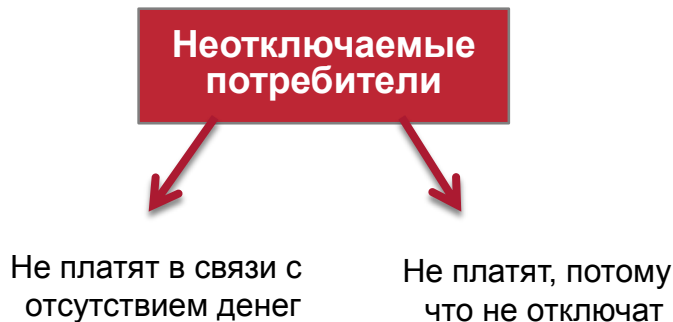 Неотключаемые
потребители
Не платят в связи с
отсутствием денег
Не платят, потому
что не отключат